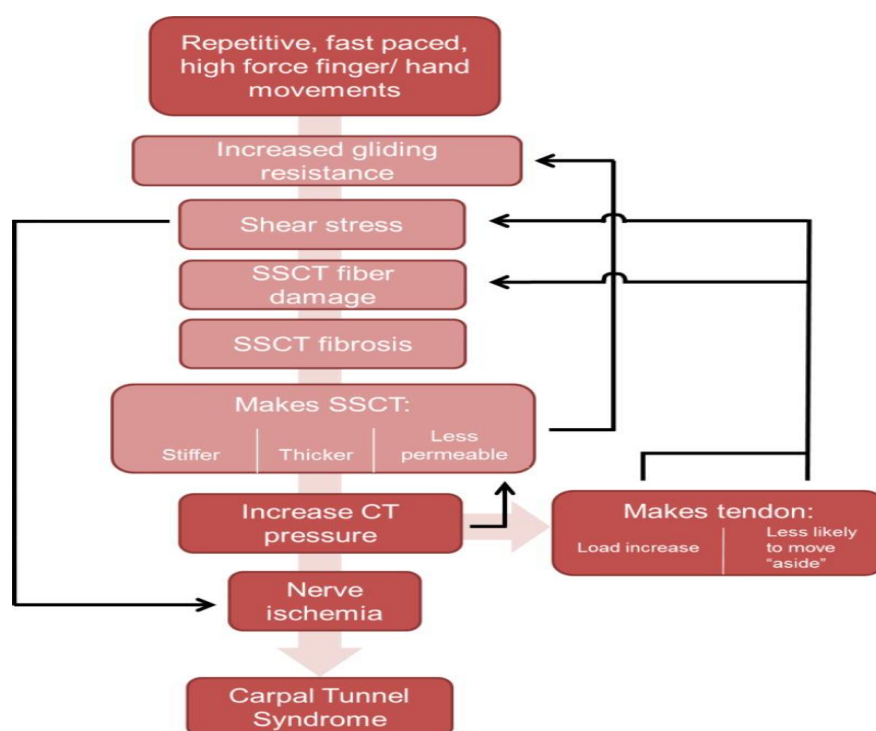 Repetitive, fast paced,
high force finger/ hand
movements
Increased gliding
resistance
Shear stress
SSCT fiber
damage
SSCT fibrosis
Makes SSCT:
Stiffer
Thicker
Less
permeable
Increase CT
pressure
Makes tendon:
Load increase
Less likely
to move
"aside"
Nerve
ischemia
Carpal Tunnel
Syndrome